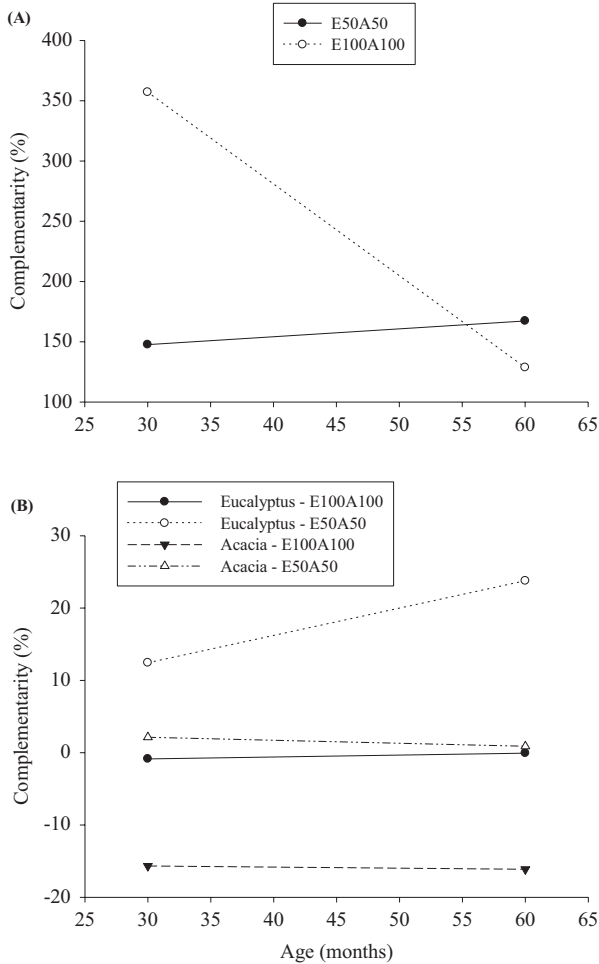 (A)
E50A50
E100A100
400
350
300
250
200
150
100
Complementarity (%)
25 30 35 40 45 50 55 60 65
(B)
Eucalyptus - E100A100
Eucalyptus - E50A50
Acacia - E100A100
Acacia - E50A50
30
20
10
0
-10
-20
Complementarity (%)
25 30 35 40 45 50 55 60 65
Age (months)